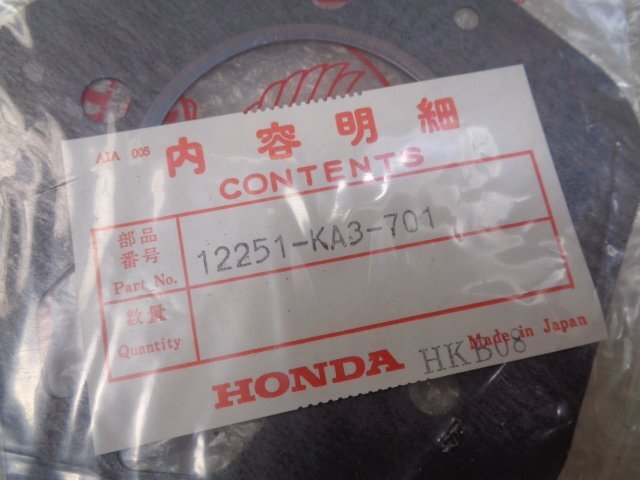 AIA 005
内容明細
CONTENTS
部品
番号
Part No.
12251-KA3-701
数量
Quantity
HONDA
HKB08
Made in Japan